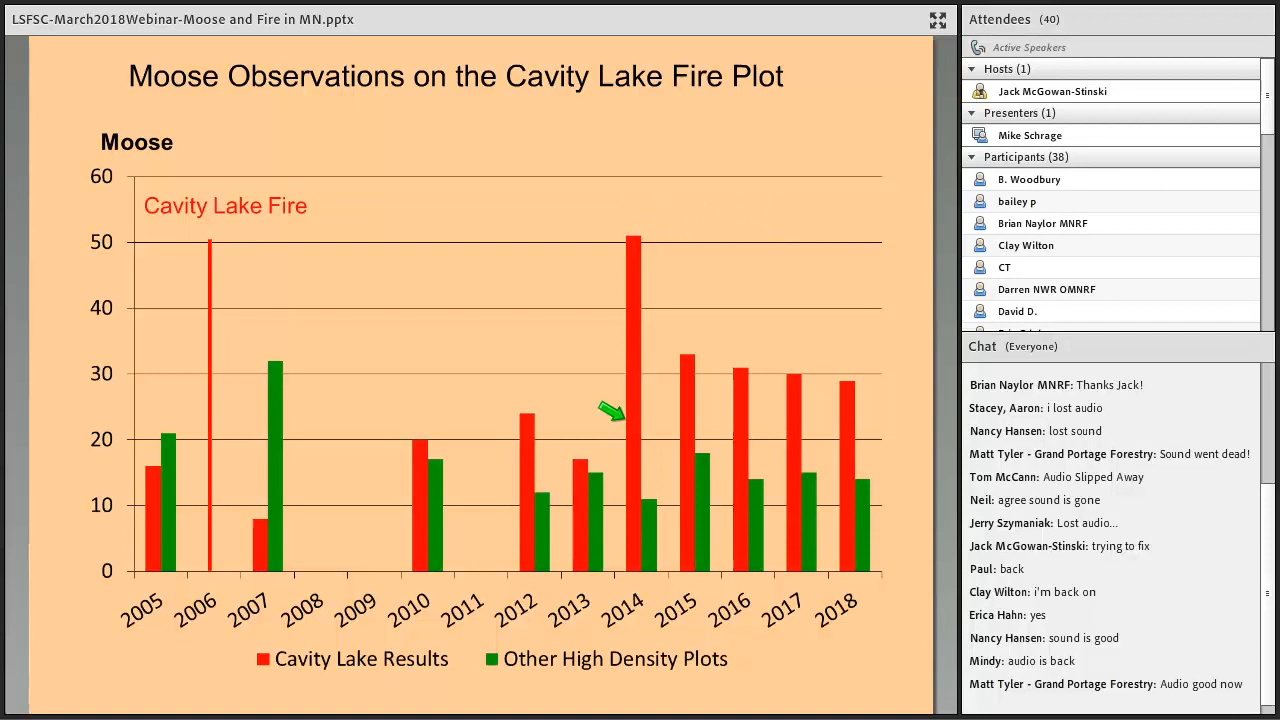 LSFSC-March2018Webinar-Moose and Fire in MN.pptx
Moose Observations on the Cavity Lake Fire Plot
Moose
60
Cavity Lake Fire
50
40
30
20
10
0
2005 2006 2007 2008 2009 2010 2011 2012 2013 2014 2015 2016 2017 2018
Cavity Lake Results Other High Density Plots
Attendees (40)
Active Speakers
Hosts (1)
Jack McGowan-Stinski
Presenters (1)
Mike Schrage
Participants (38)
B. Woodbury
bailey p
Brian Naylor MNRF
Clay Wilton
CT
Darren NWR OMNRF
David D.
Chat (Everyone)
Brian Naylor MNRF: Thanks Jack!
Stacey, Aaron: i lost audio
Nancy Hansen: lost sound
Matt Tyler - Grand Portage Forestry: Sound went dead!
Tom McCann: Audio Slipped Away
Neil: agree sound is gone
Jerry Szymaniak: Lost audio...
Jack McGowan-Stinski: trying to fix
Paul: back
Clay Wilton: i'm back on
Erica Hahn: yes
Nancy Hansen: sound is good
Mindy: audio is back
Matt Tyler - Grand Portage Forestry: Audio good now